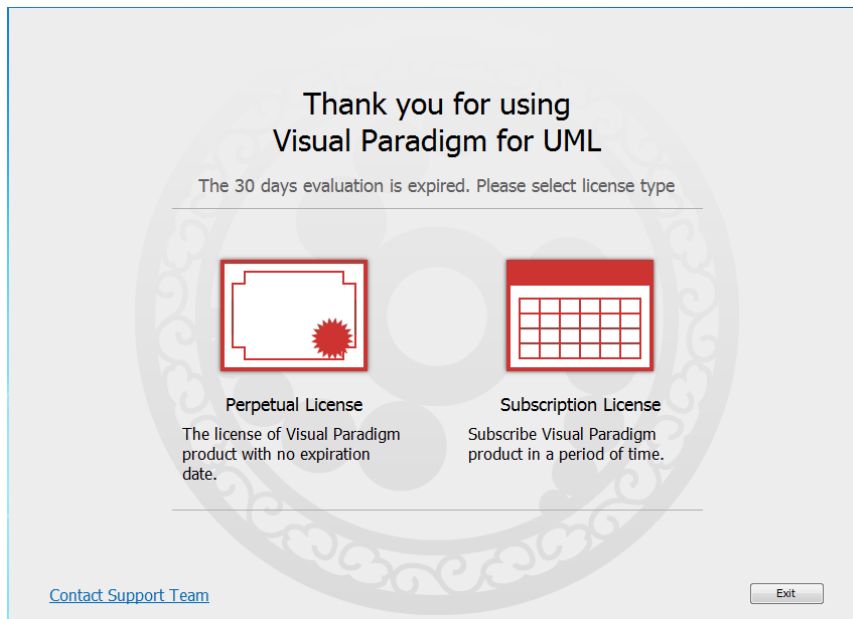 Thank you for using
Visual Paradigm for UML
The 30 days evaluation is expired. Please select license type
Perpetual License
The license of Visual Paradigm
product with no expiration
date.
Subscription License
Subscribe Visual Paradigm
product in a period of time.
Contact Support Team
Exit